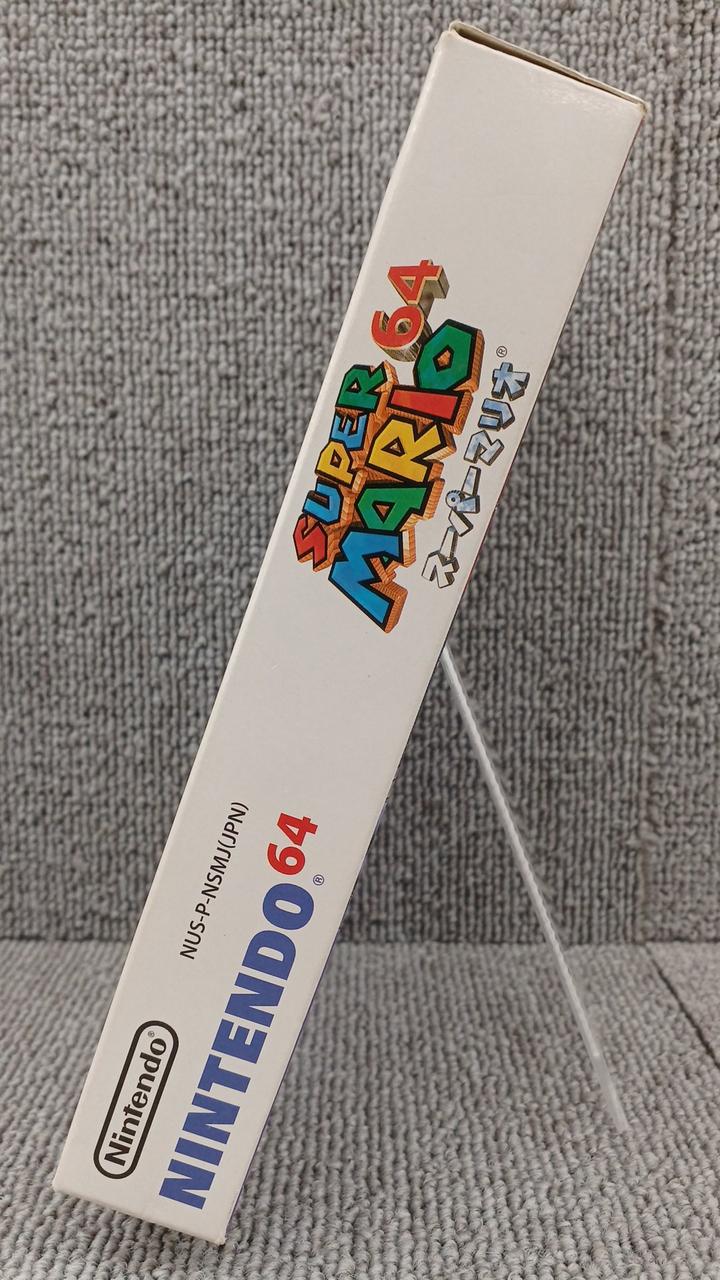 SUPER
MARIO 64
スーパーマリオ®
NUS-P-NSMJ(JPN)
Nintendo®
NINTENDO 64®